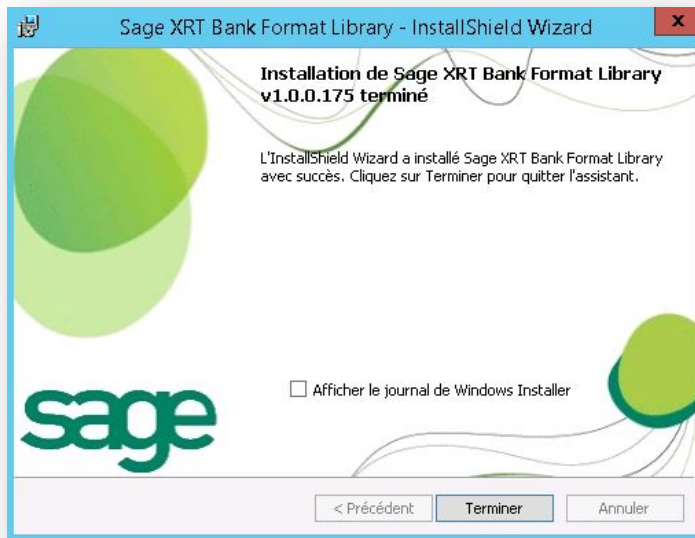 Sage XRT Bank Format Library - InstallShield Wizard
x
Installation de Sage XRT Bank Format Library
v1.0.0.175 terminé
L'InstallShield Wizard a installé Sage XRT Bank Format Library
avec succès. Cliquez sur Terminer pour quitter l'assistant.
Afficher le journal de Windows Installer
sage
< Précédent
Terminer
Annuler